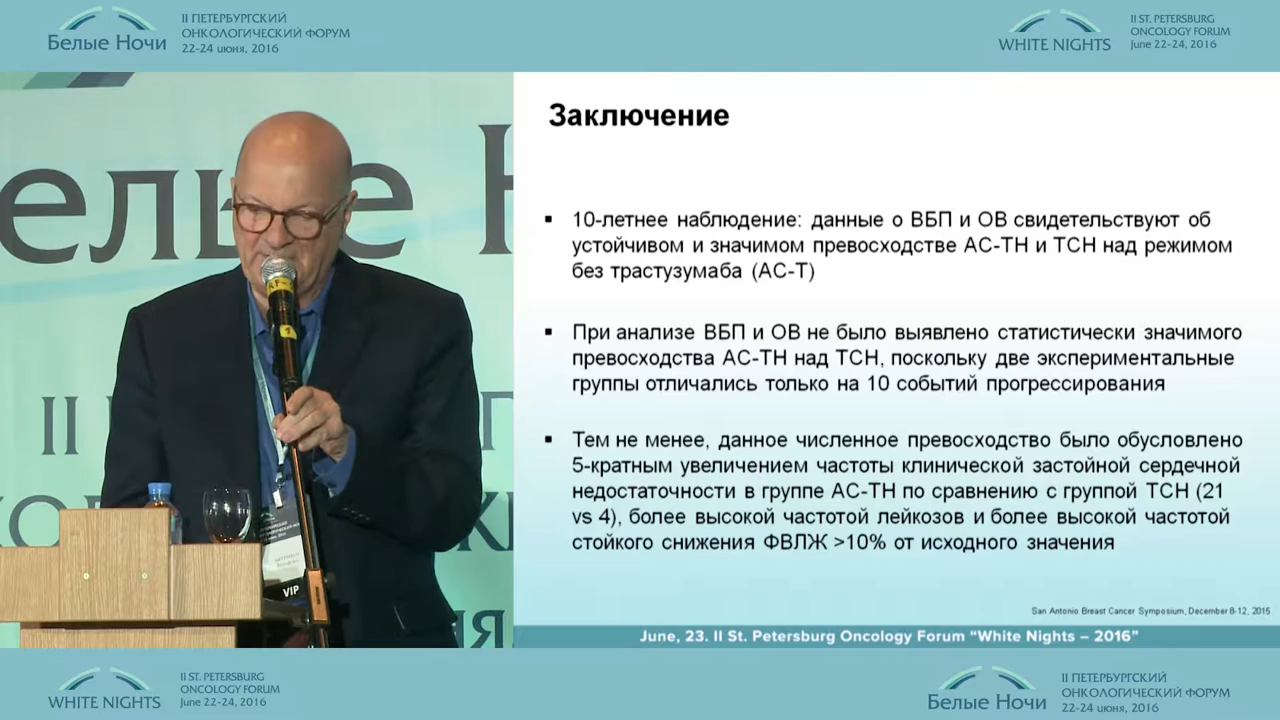 Белые Ночи
II ПЕТЕРБУРГСКИЙ
ОНКОЛОГИЧЕСКИЙ ФОРУМ
22-24 июня, 2016
WHITE NIGHTS
II ST. PETERSBURG
ONCOLOGY FORUM
June 22-24, 2016
Заключение
▪ 10-летнее наблюдение: данные о ВБП и ОВ свидетельствуют об
устойчивом и значимом превосходстве АС-ТН и ТСН над режимом
без трастузумаба (АС-Т)
▪ При анализе ВБП и ОВ не было выявлено статистически значимого
превосходства АС-ТН над ТСН, поскольку две экспериментальные
группы отличались только на 10 событий прогрессирования
▪ Тем не менее, данное численное превосходство было обусловлено
5-кратным увеличением частоты клинической застойной сердечной
недостаточности в группе АС-ТН по сравнению с группой ТСН (21
vs 4), более высокой частотой лейкозов и более высокой частотой
стойкого снижения ФВЛЖ >10% от исходного значения
San Antonio Breast Cancer Symposium, December 8-12, 2015
June, 23. II St. Petersburg Oncology Forum “White Nights – 2016”
елые Н
II
VIP
WHITE NIGHTS
II ST. PETERSBURG
ONCOLOGY FORUM
June 22-24, 2016
Белые Ночи
II ПЕТЕРБУРГСКИЙ
ОНКОЛОГИЧЕСКИЙ ФОРУМ
22-24 июня, 2016